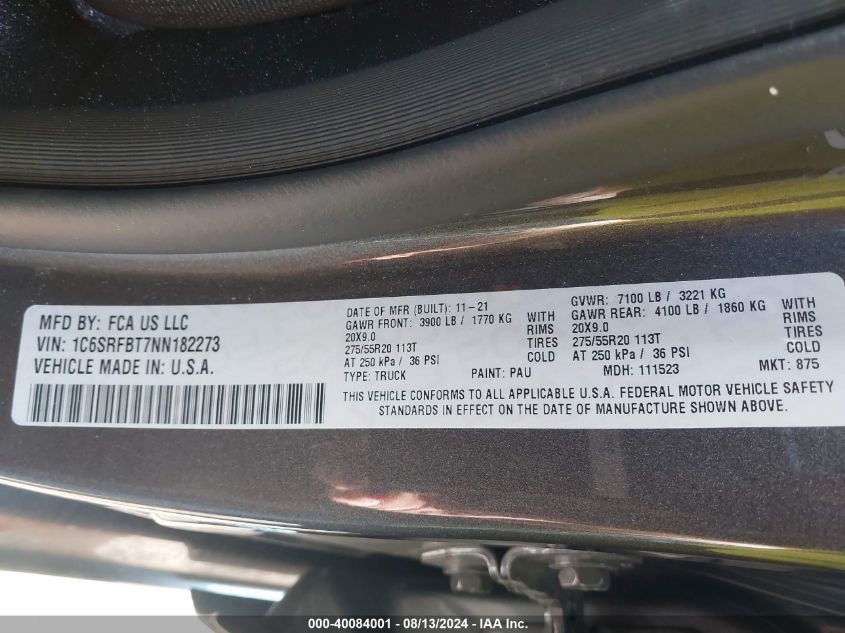 MFD BY: FCA US LLC
VIN: 1C6SRFBT7NN182273
VEHICLE MADE IN: U.S.A.
DATE OF MFR (BUILT): 11-21
GAWR FRONT: 3900 LB / 1770 KG WITH
20X9.0 RIMS
275/55R20 113T TIRES
AT 250 kPa / 36 PSI COLD
TYPE: TRUCK PAINT: PAU
GVWR: 7100 LB / 3221 KG
GAWR REAR: 4100 LB / 1860 KG WITH
20X9.0 RIMS
275/55R20 113T TIRES
AT 250 kPa / 36 PSI COLD
MDH: 111523 MKT: 875
THIS VEHICLE CONFORMS TO ALL APPLICABLE U.S.A. FEDERAL MOTOR VEHICLE SAFETY
STANDARDS IN EFFECT ON THE DATE OF MANUFACTURE SHOWN ABOVE.
000-40084001 - 08/13/2024 - IAA Inc.